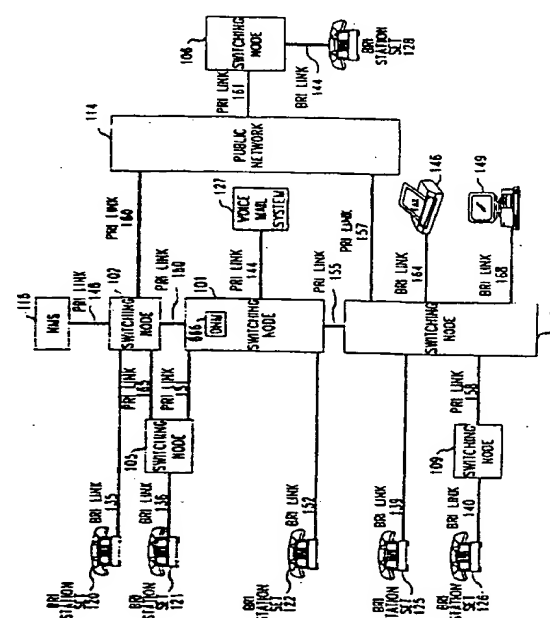 106
SWITCHING
NODE
PRI LINK
161
BRI LINK
144
BRI
STATION
SET
128
114
PUBLIC
NETWORK
PRI LINK
160
127
VOICE
MAIL
SYSTEM
PRI LINK
157
146
149
PRI LINK
102
SWITCHING
NODE
PRI LINK
101
666
SWITCHING
NODE
PRI LINK
144
PRI LINK
155
BRI LINK
164
BRI LINK
168
SWITCHING
NODE
PRI LINK
165
PRI LINK
151
105
SWITCHING
NODE
PRI LINK
158
109
SWITCHING
NODE
BRI LINK
135
BRI LINK
136
BRI LINK
152
BRI LINK
139
BRI LINK
140
BRI
STATION
SET
120
BRI
STATION
SET
121
BRI
STATION
SET
122
BRI
STATION
SET
125
BRI
STATION
SET
126